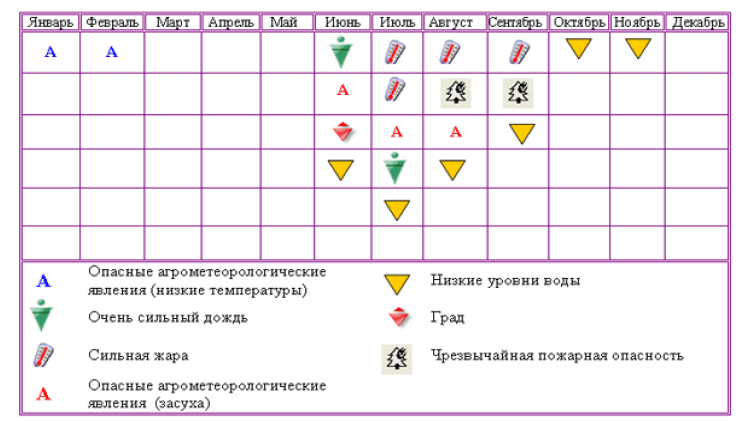 Январь Февраль Март Апрель Май Июнь Июль Август Сентябрь Октябрь Ноябрь Декабрь
А А
А
А А
А Опасные агрометеорологические
явления (низкие температуры)
Низкие уровни воды
Очень сильный дождь
Град
Сильная жара
Чрезвычайная пожарная опасность
А Опасные агрометеорологические
явления (засуха)